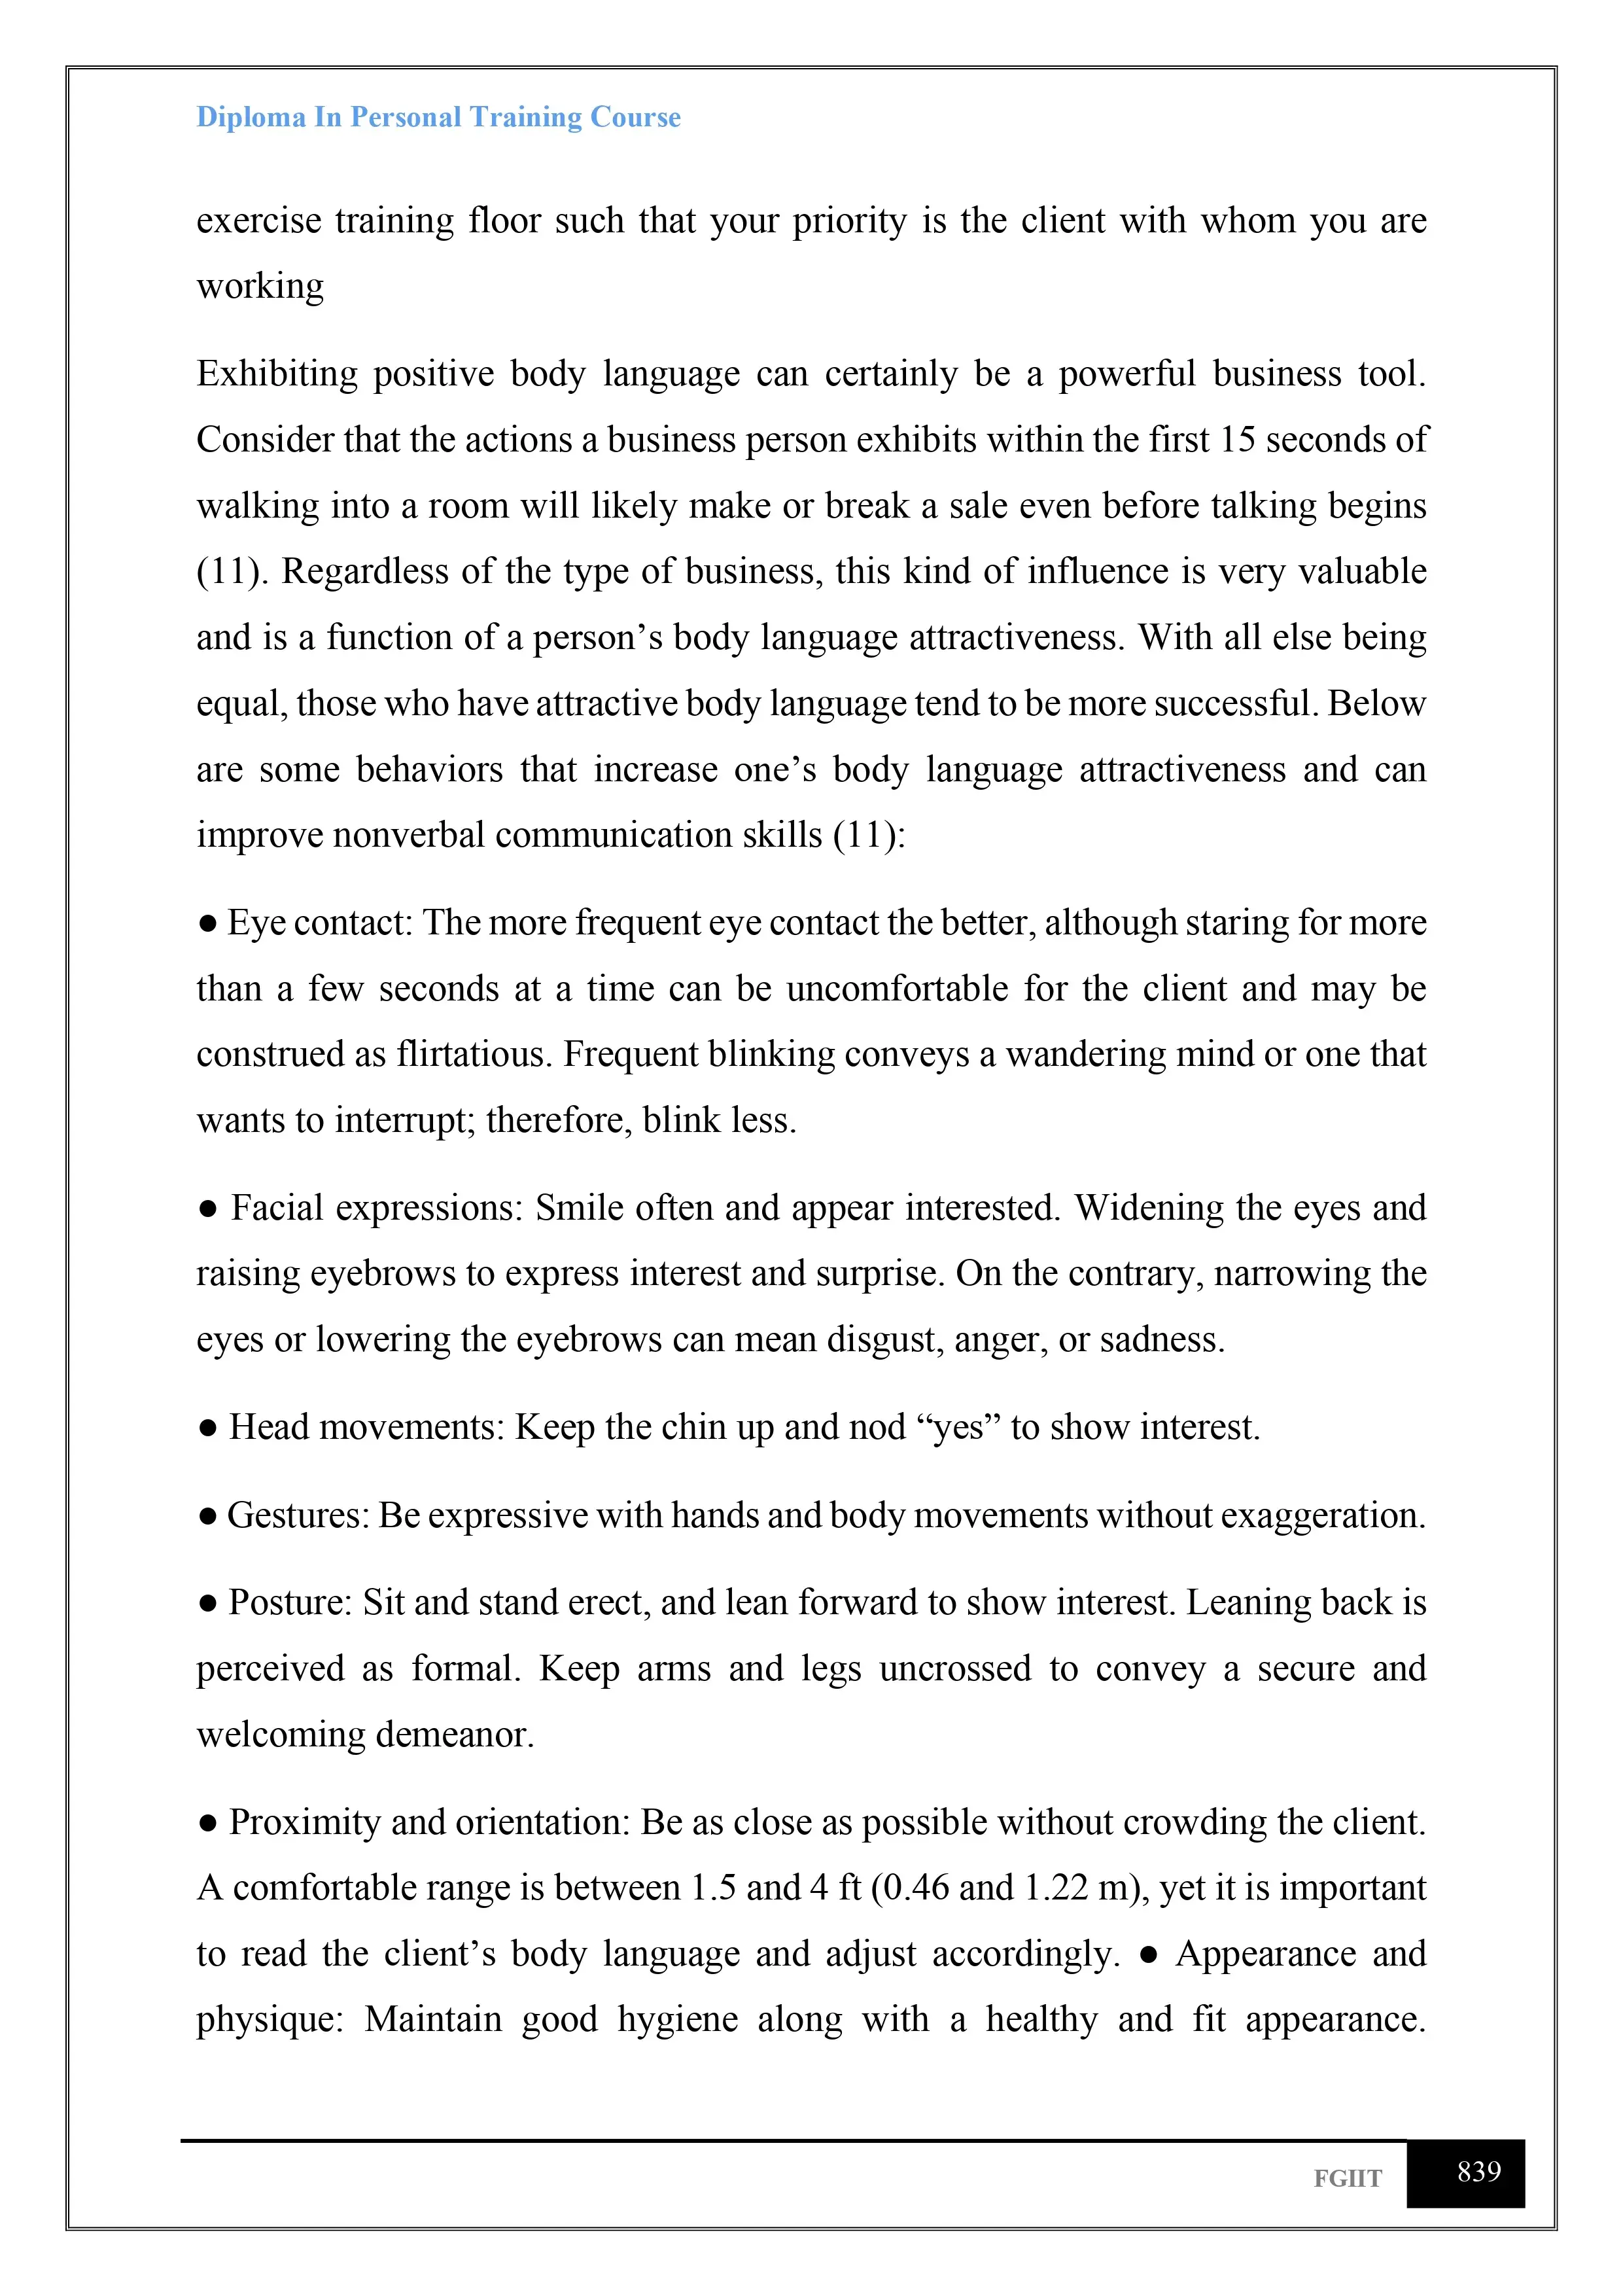 Diploma In Personal Training Course
exercise training floor such that your priority is the client with whom you are
working
Exhibiting positive body language can certainly be a powerful business tool.
Consider that the actions a business person exhibits within the first 15 seconds of
walking into a room will likely make or break a sale even before talking begins
(11). Regardless of the type of business, this kind of influence is very valuable
and is a function of a person’s body language attractiveness. With all else being
equal, those who have attractive body language tend to be more successful. Below
are some behaviors that increase one’s body language attractiveness and can
improve nonverbal communication skills (11):
● Eye contact: The more frequent eye contact the better, although staring for more
than a few seconds at a time can be uncomfortable for the client and may be
construed as flirtatious. Frequent blinking conveys a wandering mind or one that
wants to interrupt; therefore, blink less.
● Facial expressions: Smile often and appear interested. Widening the eyes and
raising eyebrows to express interest and surprise. On the contrary, narrowing the
eyes or lowering the eyebrows can mean disgust, anger, or sadness.
● Head movements: Keep the chin up and nod “yes” to show interest.
● Gestures: Be expressive with hands and body movements without exaggeration.
● Posture: Sit and stand erect, and lean forward to show interest. Leaning back is
perceived as formal. Keep arms and legs uncrossed to convey a secure and
welcoming demeanor.
● Proximity and orientation: Be as close as possible without crowding the client.
A comfortable range is between 1.5 and 4 ft (0.46 and 1.22 m), yet it is important
to read the client’s body language and adjust accordingly. ● Appearance and
physique: Maintain good hygiene along with a healthy and fit appearance.
FGIIT 839